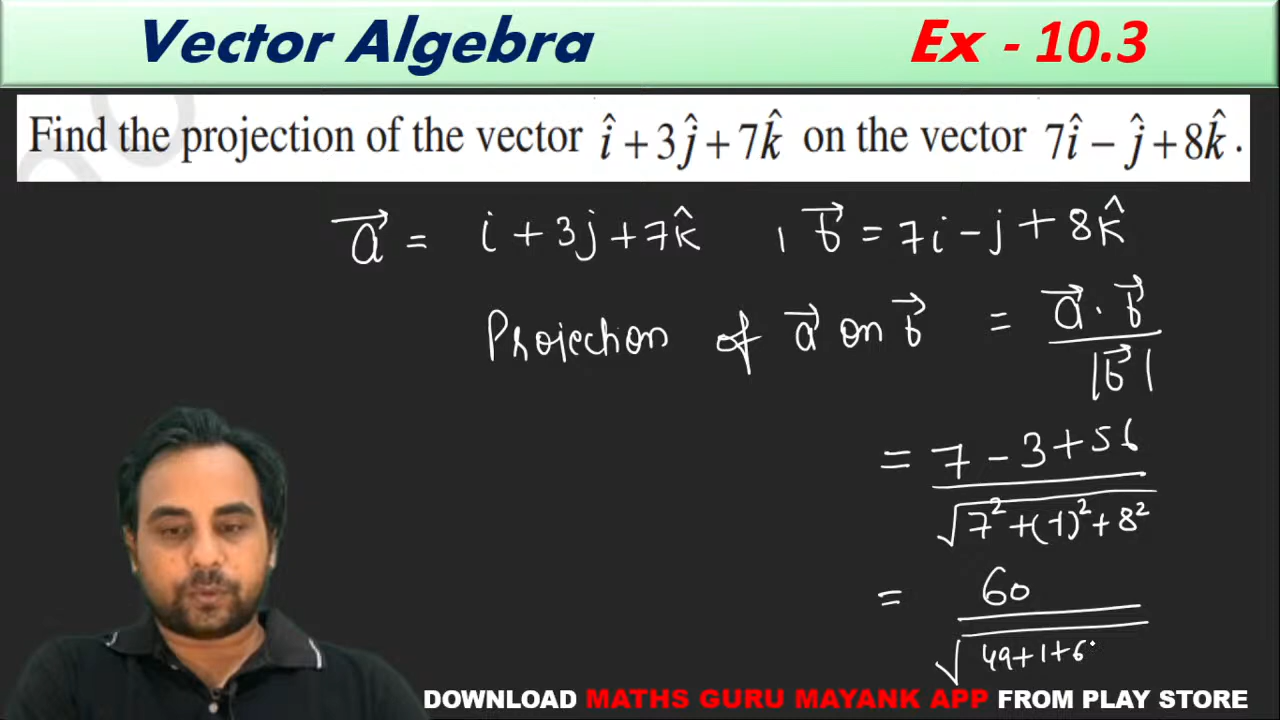 Vector Algebra Ex - 10.3
Find the projection of the vector î + 3ĵ + 7k̂ on the vector 7î − ĵ + 8k̂ .
a⃗ = i + 3j + 7k̂ , b⃗ = 7i − j + 8k̂
Projection of a⃗ on b⃗ = a⃗ · b⃗ / |b⃗|
= 7 − 3 + 56 / √7² + (-1)² + 8²
= 60 / √49 + 1 + 6
DOWNLOAD MATHS GURU MAYANK APP FROM PLAY STORE